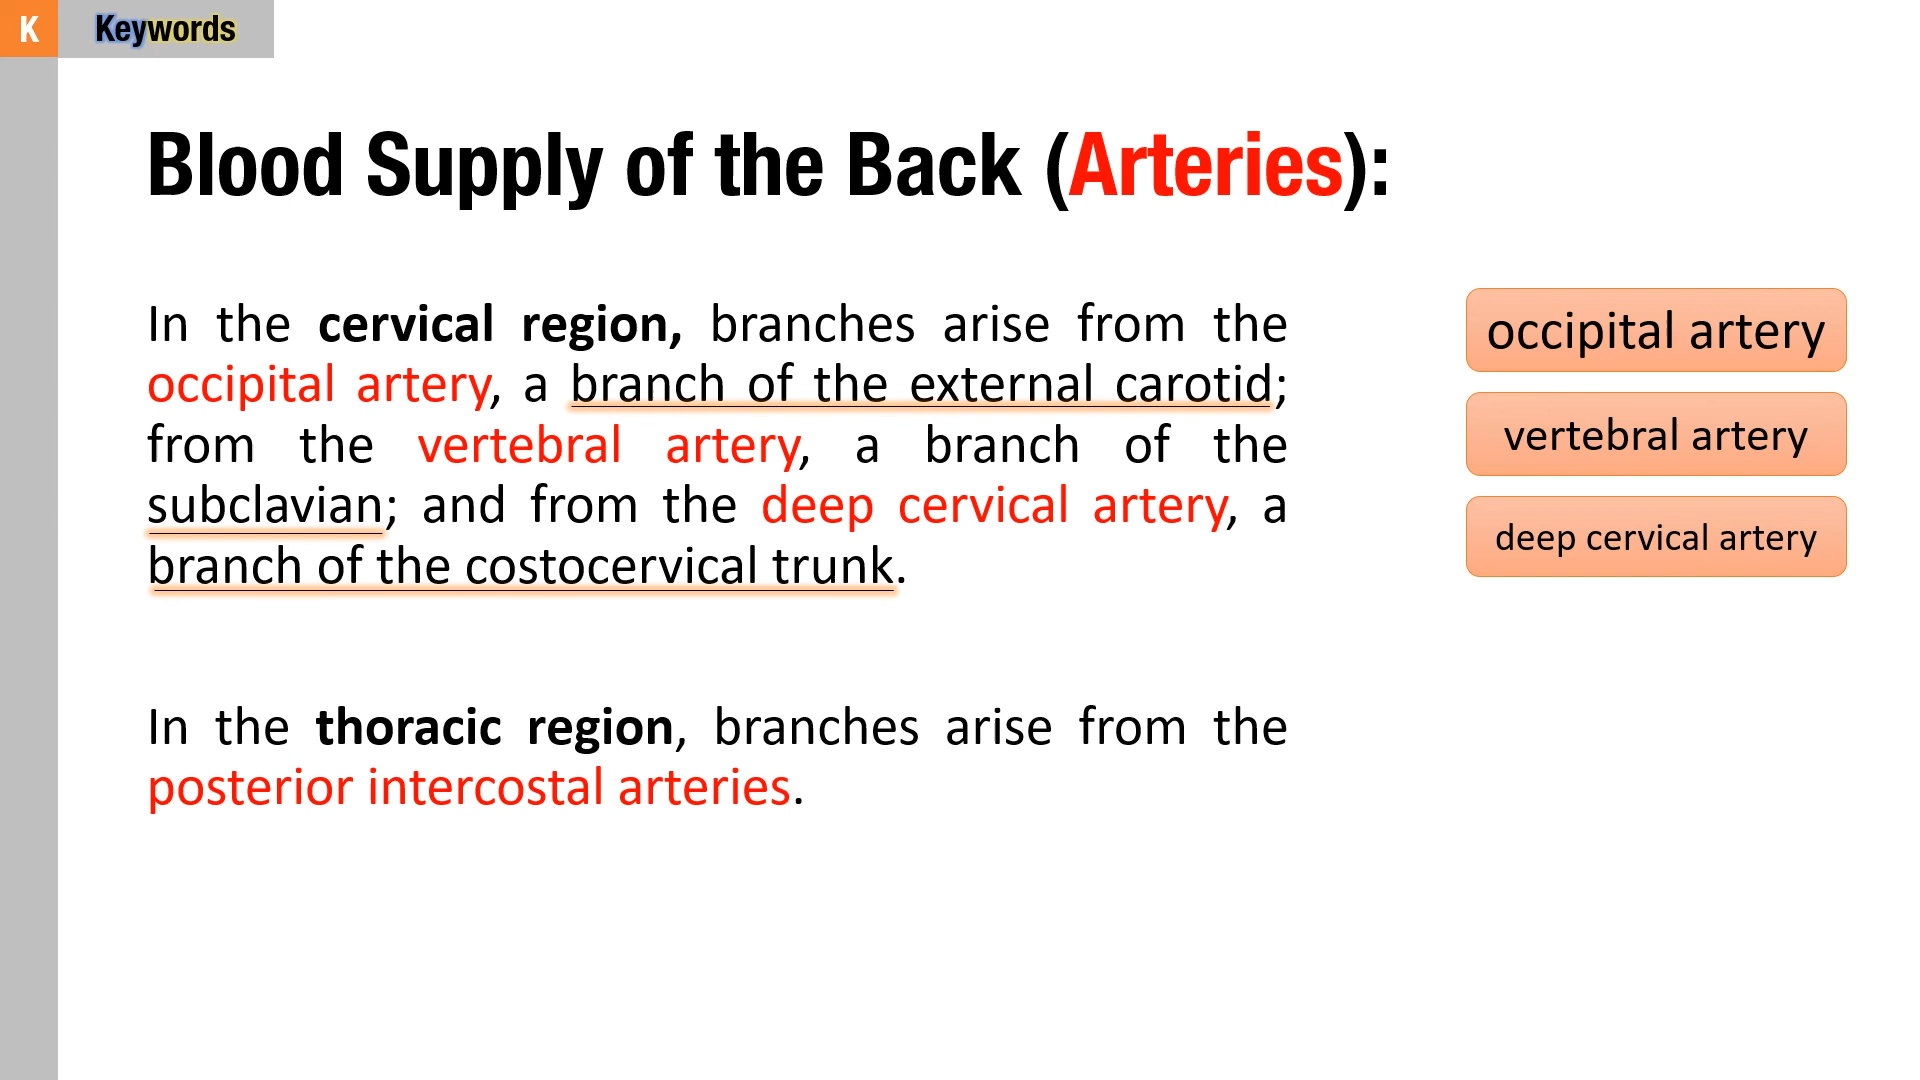 K
Keywords
Blood Supply of the Back (Arteries):
In the cervical region, branches arise from the
occipital artery, a branch of the external carotid;
from the vertebral artery, a branch of the
subclavian; and from the deep cervical artery, a
branch of the costocervical trunk.
In the thoracic region, branches arise from the
posterior intercostal arteries.
occipital artery
vertebral artery
deep cervical artery